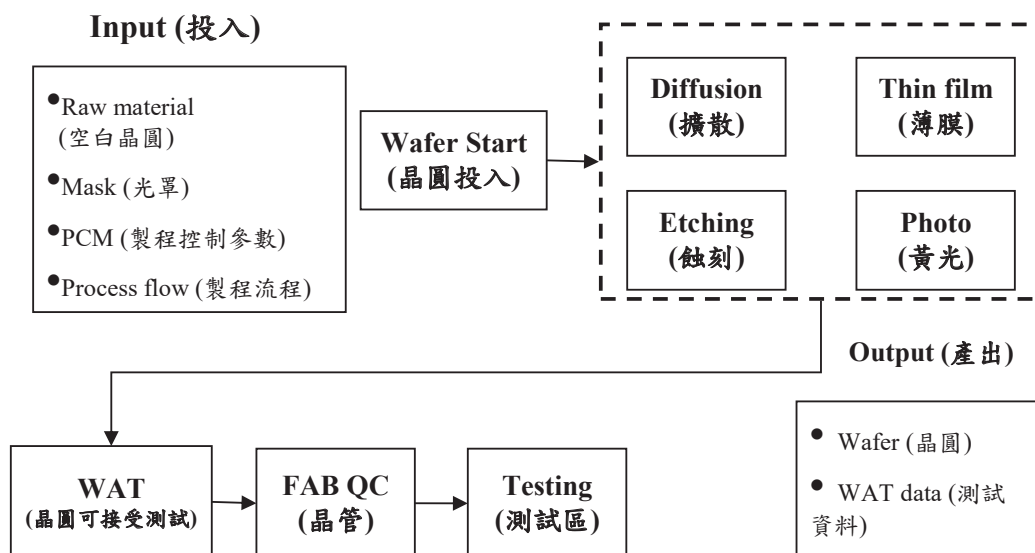 Input (投入)
•Raw material
(空白晶圓)
•Mask (光罩)
•PCM (製程控制參數)
•Process flow (製程流程)
Wafer Start
(晶圓投入)
Diffusion
(擴散)
Thin film
(薄膜)
Etching
(蝕刻)
Photo
(黃光)
Output (產出)
WAT
(晶圓可接受測試)
FAB QC
(晶管)
Testing
(測試區)
• Wafer (晶圓)
• WAT data (測試
資料)